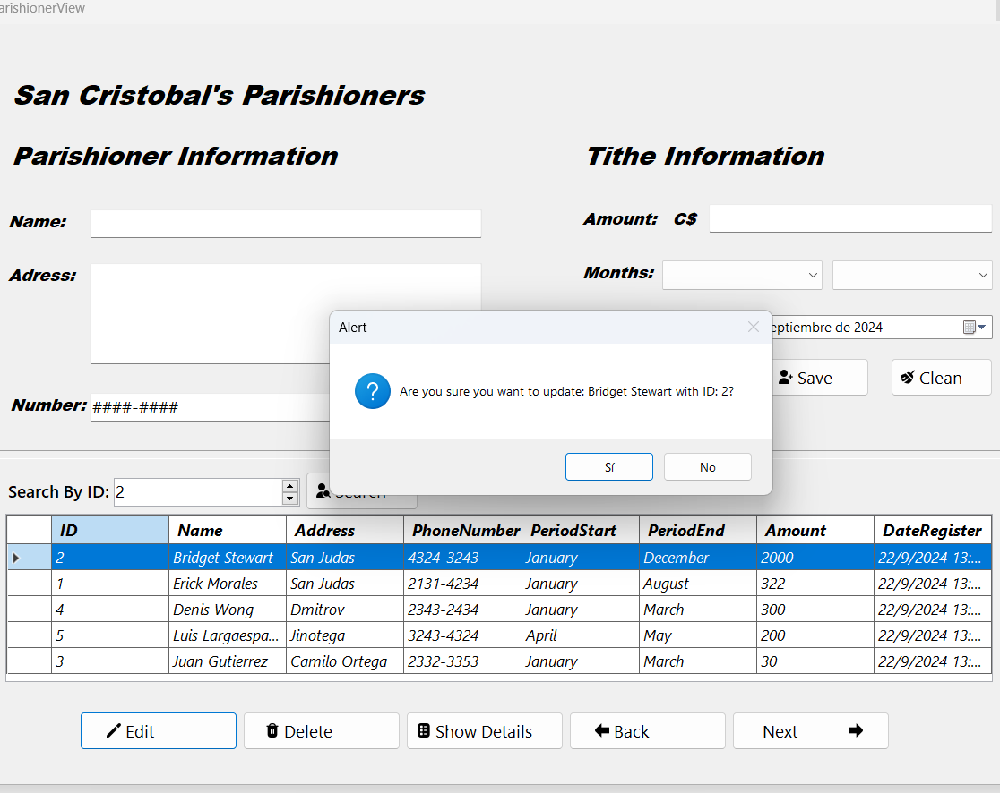 arishionerView
San Cristobal's Parishioners
Parishioner Information
Tithe Information
Name:
Amount: C$
Adress:
Months:
eptiembre de 2024
Alert
Are you sure you want to update: Bridget Stewart with ID: 2?
Sí No
Save Clean
Number: ####-####
Search By ID: 2 Search
ID Name Address PhoneNumber PeriodStart PeriodEnd Amount DateRegister
2 Bridget Stewart San Judas 4324-3243 January December 2000 22/9/2024 13:...
1 Erick Morales San Judas 2131-4234 January August 322 22/9/2024 13:...
4 Denis Wong Dmitrov 2343-2434 January March 300 22/9/2024 13:...
5 Luis Largaespa... Jinotega 3243-4324 April May 200 22/9/2024 13:...
3 Juan Gutierrez Camilo Ortega 2332-3353 January March 30 22/9/2024 13:...
Edit Delete Show Details Back Next